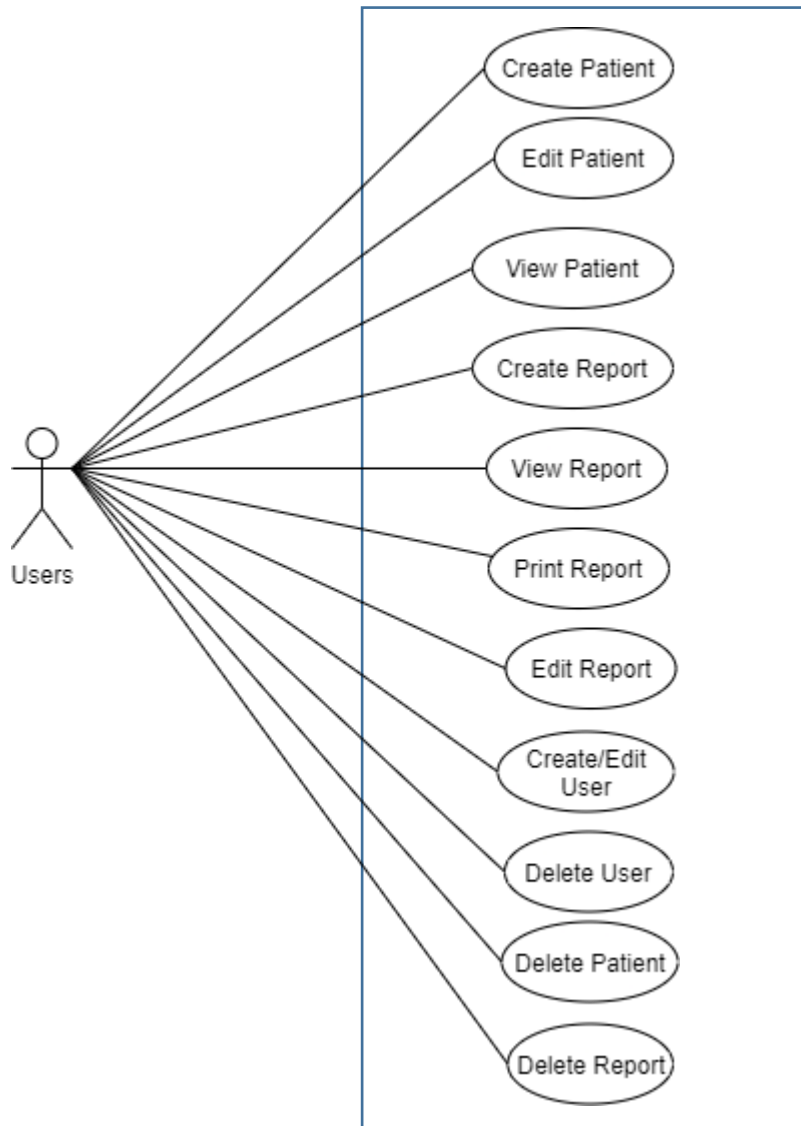 Create Patient
Edit Patient
View Patient
Create Report
View Report
Print Report
Users
Edit Report
Create/Edit
User
Delete User
Delete Patient
Delete Report